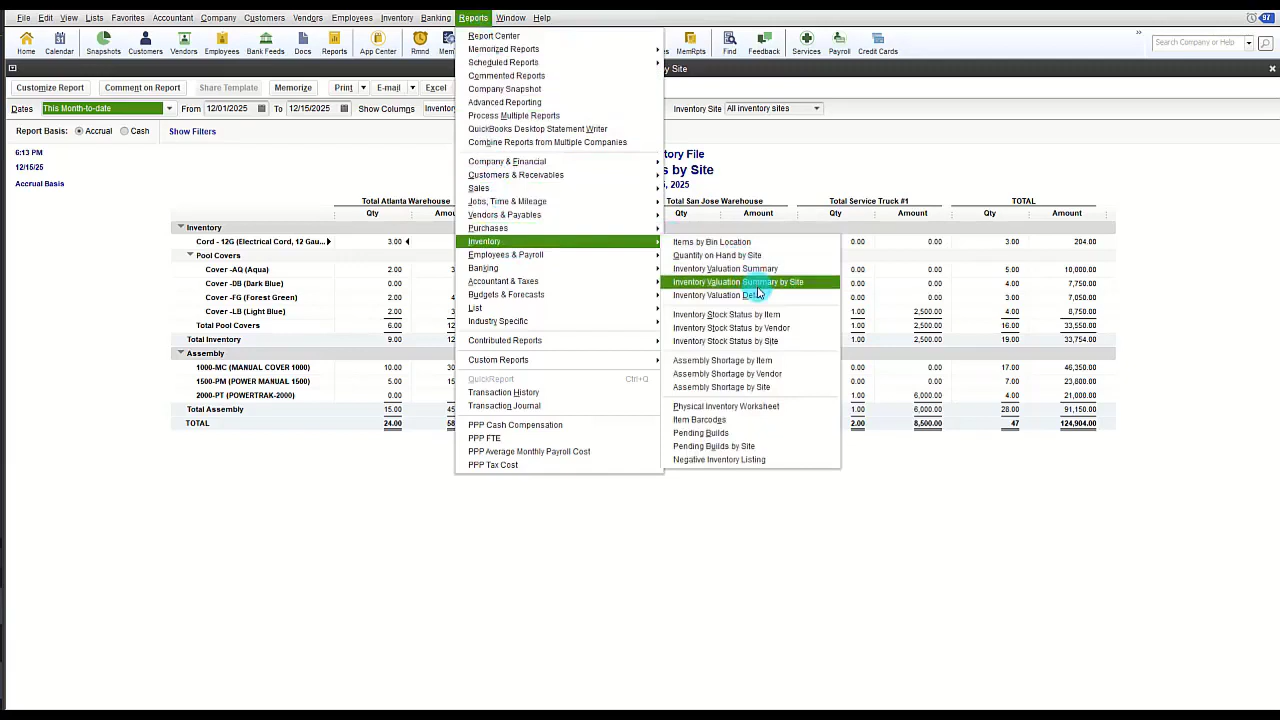 File Edit View Lists Favorites Accountant Company Customers Vendors Employees Inventory Banking Reports Window Help 97
Home Calendar Snapshots Customers Vendors Employees Bank Feeds Docs Reports App Center Rmnd MemRpts Find Feedback Services Payroll Credit Cards Search Company or Help
by Site
Customize Report Comment on Report Share Template Memorize Print E-mail Excel
Dates This Month-to-date From 12/01/2025 To 12/15/2025 Show Columns Inventory Site All inventory sites
Report Basis: Accrual Cash Show Filters
6:13 PM
12/15/25
Accrual Basis
tory File
s by Site
5, 2025
Total Atlanta Warehouse Total San Jose Warehouse Total Service Truck #1 TOTAL
Qty Qty Amount Qty Amount Qty Amount
Inventory
Cord - 12G (Electrical Cord, 12 Gau... 3.00 0.00 0.00 3.00 204.00
Pool Covers
Cover -AQ (Aqua) 2.00 0.00 0.00 5.00 10,000.00
Cover -DB (Dark Blue) 0.00 0.00 0.00 4.00 7,750.00
Cover -FG (Forest Green) 2.00 0.00 0.00 3.00 7,050.00
Cover -LB (Light Blue) 2.00 1.00 2,500.00 4.00 8,750.00
Total Pool Covers 6.00 1.00 2,500.00 16.00 33,550.00
Total Inventory 9.00 1.00 2,500.00 19.00 33,754.00
Assembly
1000-MC (MANUAL COVER 1000) 10.00 0.00 0.00 17.00 46,350.00
1500-PM (POWER MANUAL 1500) 5.00 0.00 0.00 7.00 23,800.00
2000-PT (POWERTRAK-2000) 0.00 1.00 6,000.00 4.00 21,000.00
Total Assembly 15.00 1.00 6,000.00 28.00 91,150.00
TOTAL 24.00 2.00 8,500.00 47 124,904.00
Report Center
Memorized Reports
Scheduled Reports
Commented Reports
Company Snapshot
Advanced Reporting
Process Multiple Reports
QuickBooks Desktop Statement Writer
Combine Reports from Multiple Companies
Company & Financial
Customers & Receivables
Sales
Jobs, Time & Mileage
Vendors & Payables
Purchases
Inventory
Employees & Payroll
Banking
Accountant & Taxes
Budgets & Forecasts
List
Industry Specific
Contributed Reports
Custom Reports
QuickReport Ctrl+Q
Transaction History
Transaction Journal
PPP Cash Compensation
PPP FTE
PPP Average Monthly Payroll Cost
PPP Tax Cost
Items by Bin Location
Quantity on Hand by Site
Inventory Valuation Summary
Inventory Valuation Summary by Site
Inventory Valuation
Inventory Stock Status by Item
Inventory Stock Status by Vendor
Inventory Stock Status by Site
Assembly Shortage by Item
Assembly Shortage by Vendor
Assembly Shortage by Site
Physical Inventory Worksheet
Item Barcodes
Pending Builds
Pending Builds by Site
Negative Inventory Listing